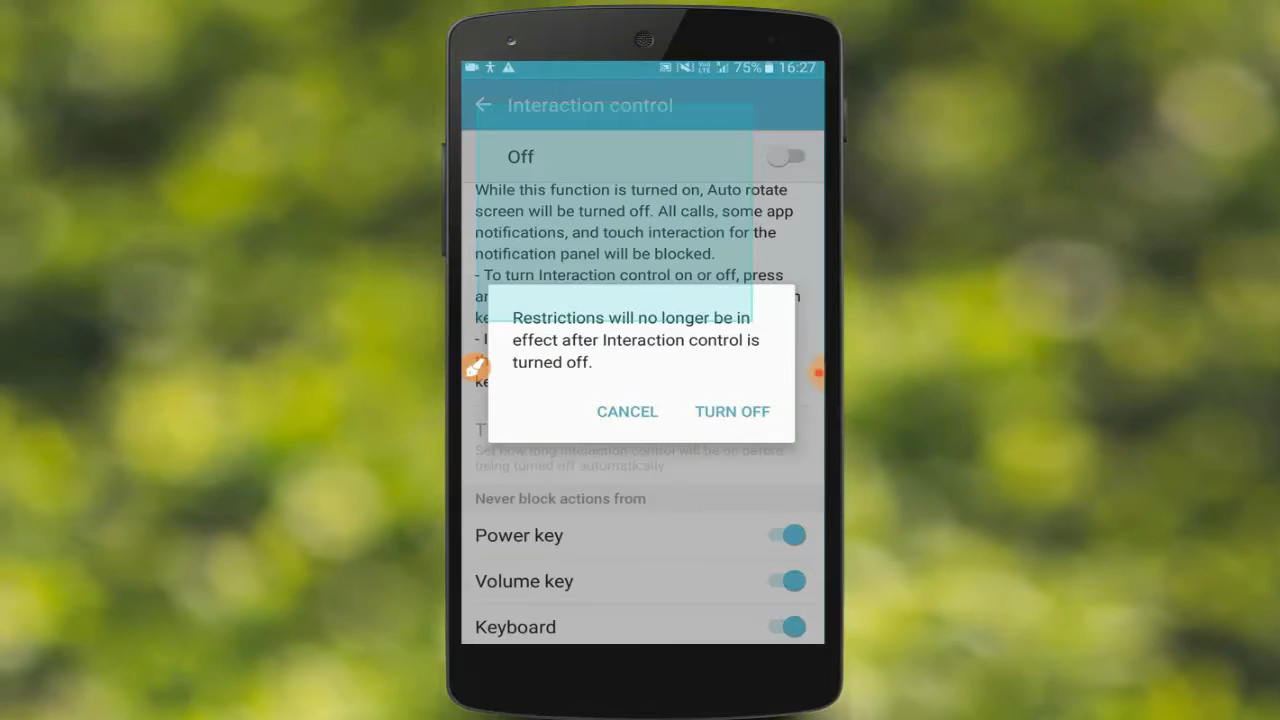 75% 16:27
Interaction control
Off
While this function is turned on, Auto rotate
screen will be turned off. All calls, some app
notifications, and touch interaction for the
notification panel will be blocked.
- To turn Interaction control on or off, press
Restrictions will no longer be in
effect after Interaction control is
turned off.
CANCEL TURN OFF
Set how long Interaction control will be on before
being turned off automatically
Never block actions from
Power key
Volume key
Keyboard